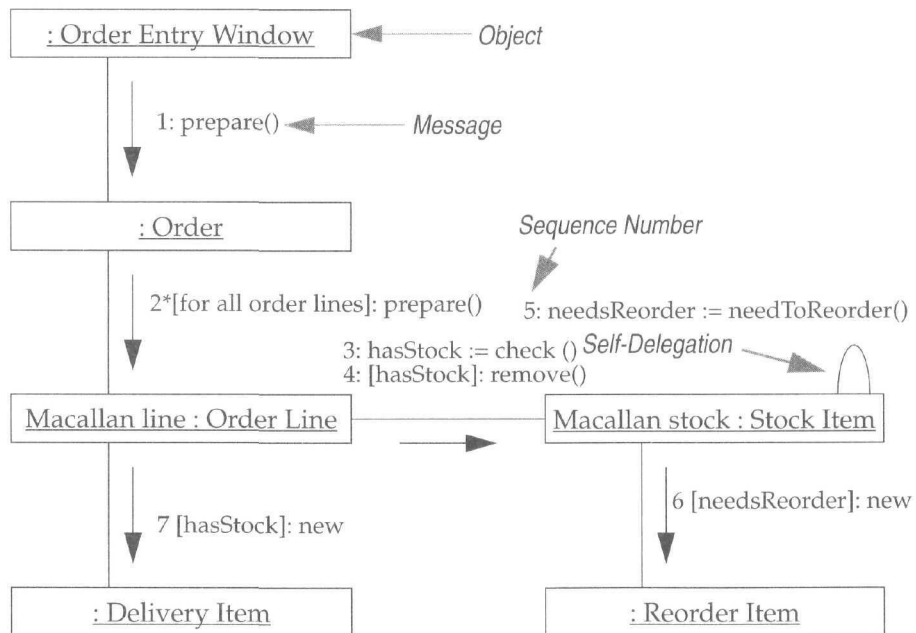 : Order Entry Window
Object
1: prepare()
Message
: Order
Sequence Number
2*[for all order lines]: prepare()
5: needsReorder := needToReorder()
3: hasStock := check ()
Self-Delegation
4: [hasStock]: remove()
Macallan line : Order Line
Macallan stock : Stock Item
7 [hasStock]: new
6 [needsReorder]: new
: Delivery Item
: Reorder Item